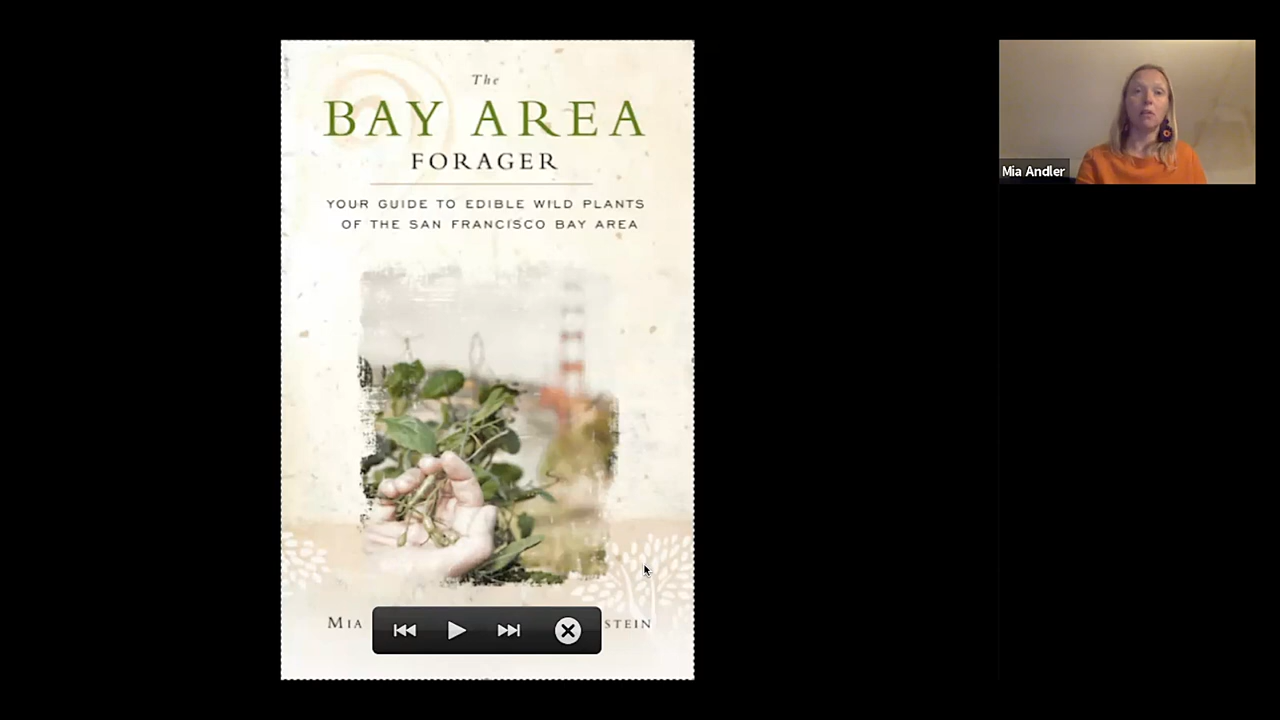 The
BAY AREA
FORAGER
YOUR GUIDE TO EDIBLE WILD PLANTS
OF THE SAN FRANCISCO BAY AREA
MIA
STEIN
Mia Andler